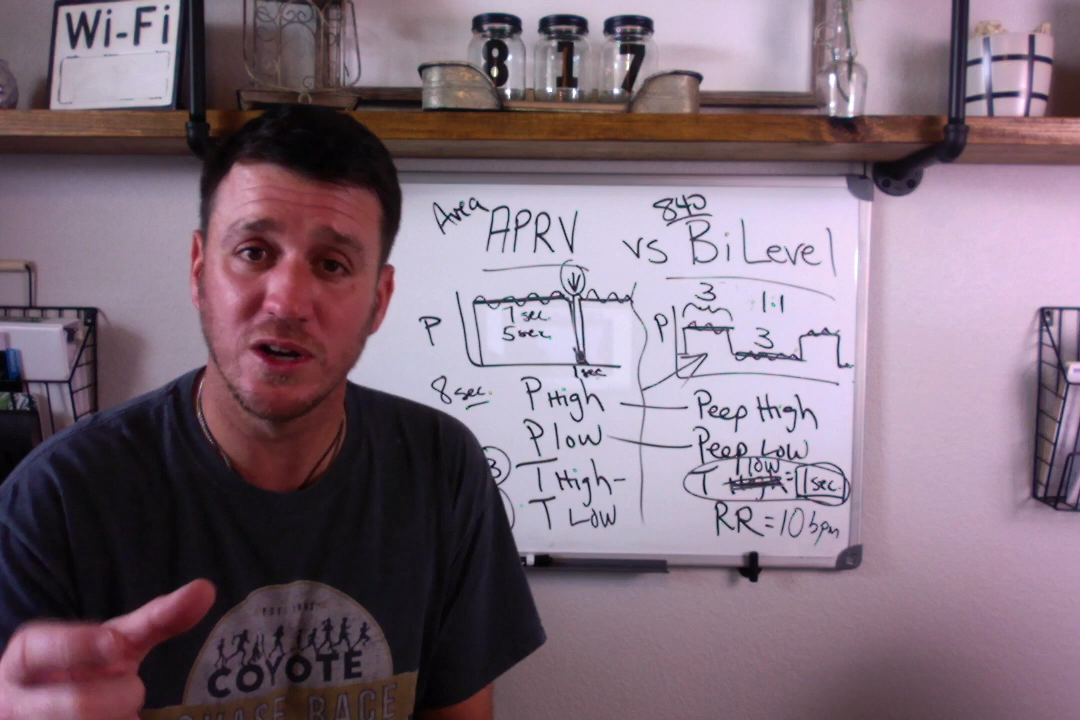 Wi-Fi
8 1 7
Area APRV
vs
840
BiLevel
P
7 sec
5 sec
1 sec
8 sec.
P High
P low
T High-
T Low
P
3
1:1
3
Peep High
Peep Low
T low = 1 sec.
RR = 10 bpm
COYOTE
CHASE RACE